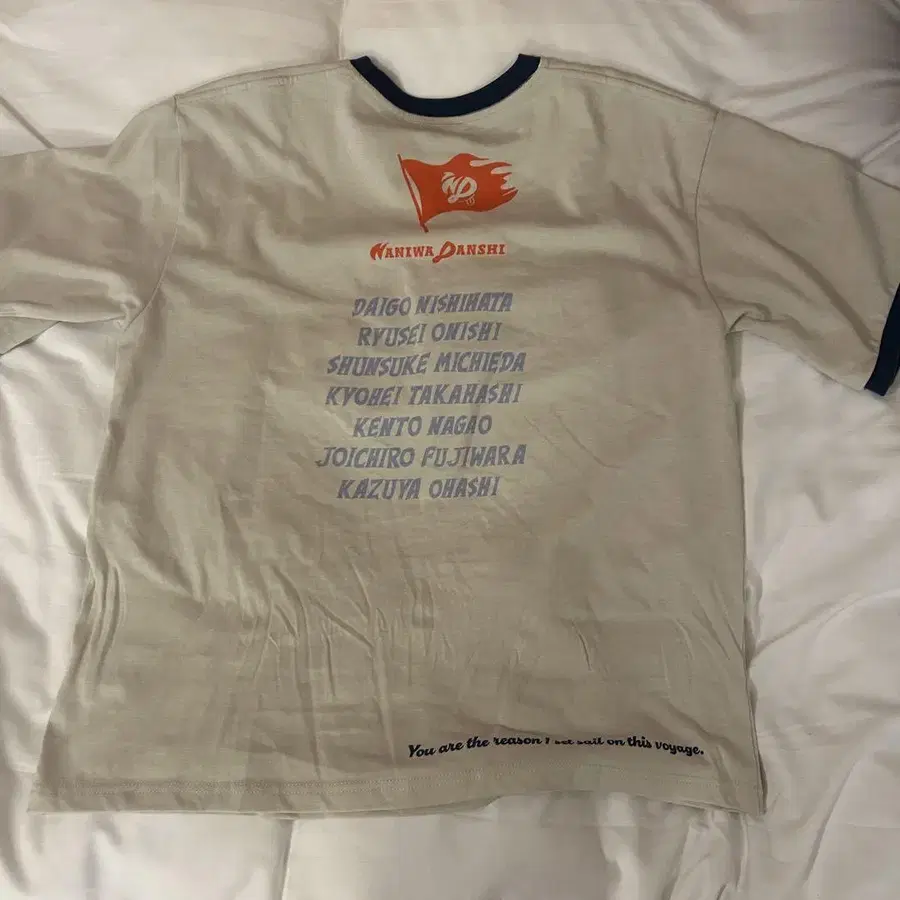 ND
NANIWA DANSHI
DAIGO NISHIHATA
RYUSEI ONISHI
SHUNSUKE MICHIEDA
KYOHEI TAKAHASHI
KENTO NAGAO
JOICHIRO FUJIWARA
KAZUYA OHASHI
You are the reason I set sail on this voyage.